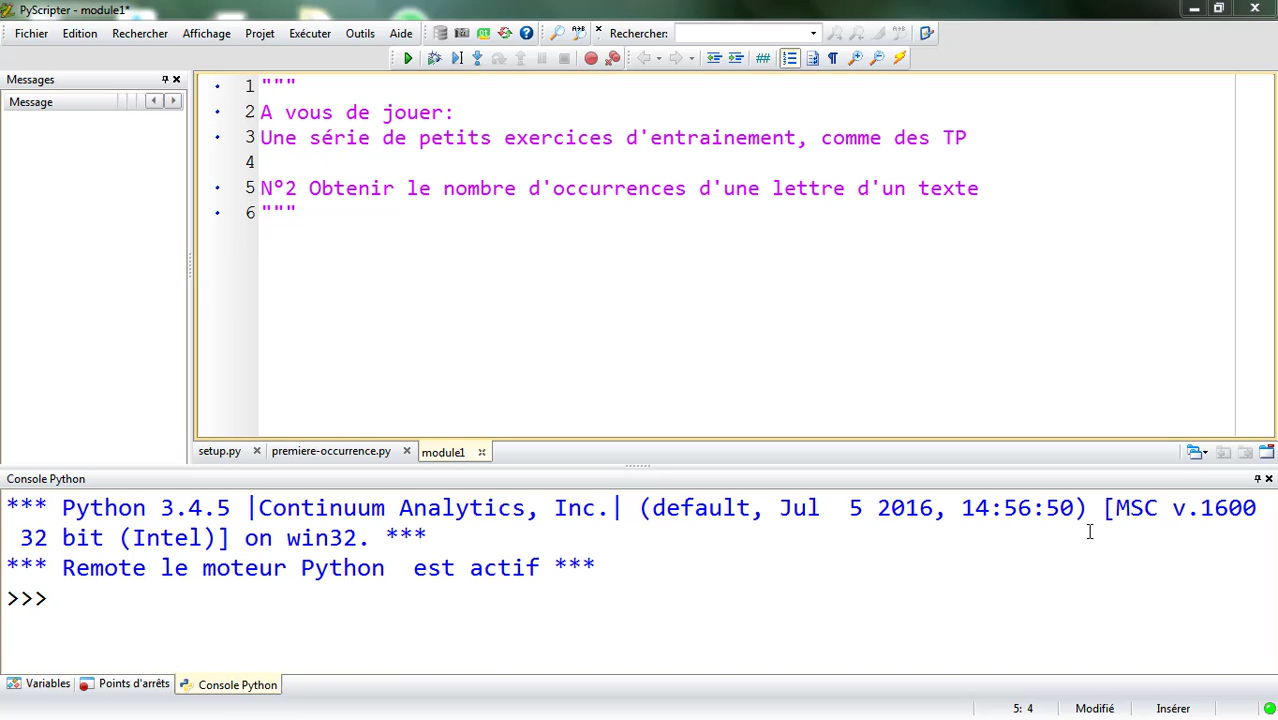 PyScripter - module1*
Fichier Edition Rechercher Affichage Projet Exécuter Outils Aide Rechercher:
Messages
Message
1 """
2 A vous de jouer:
3 Une série de petits exercices d'entrainement, comme des TP
4
5 N°2 Obtenir le nombre d'occurrences d'une lettre d'un texte
6 """
setup.py premiere-occurrence.py module1
Console Python
*** Python 3.4.5 |Continuum Analytics, Inc.| (default, Jul  5 2016, 14:56:50) [MSC v.1600
32 bit (Intel)] on win32. ***
*** Remote le moteur Python  est actif ***
>>>
Variables Points d'arrêts Console Python
5: 4 Modifié Insérer